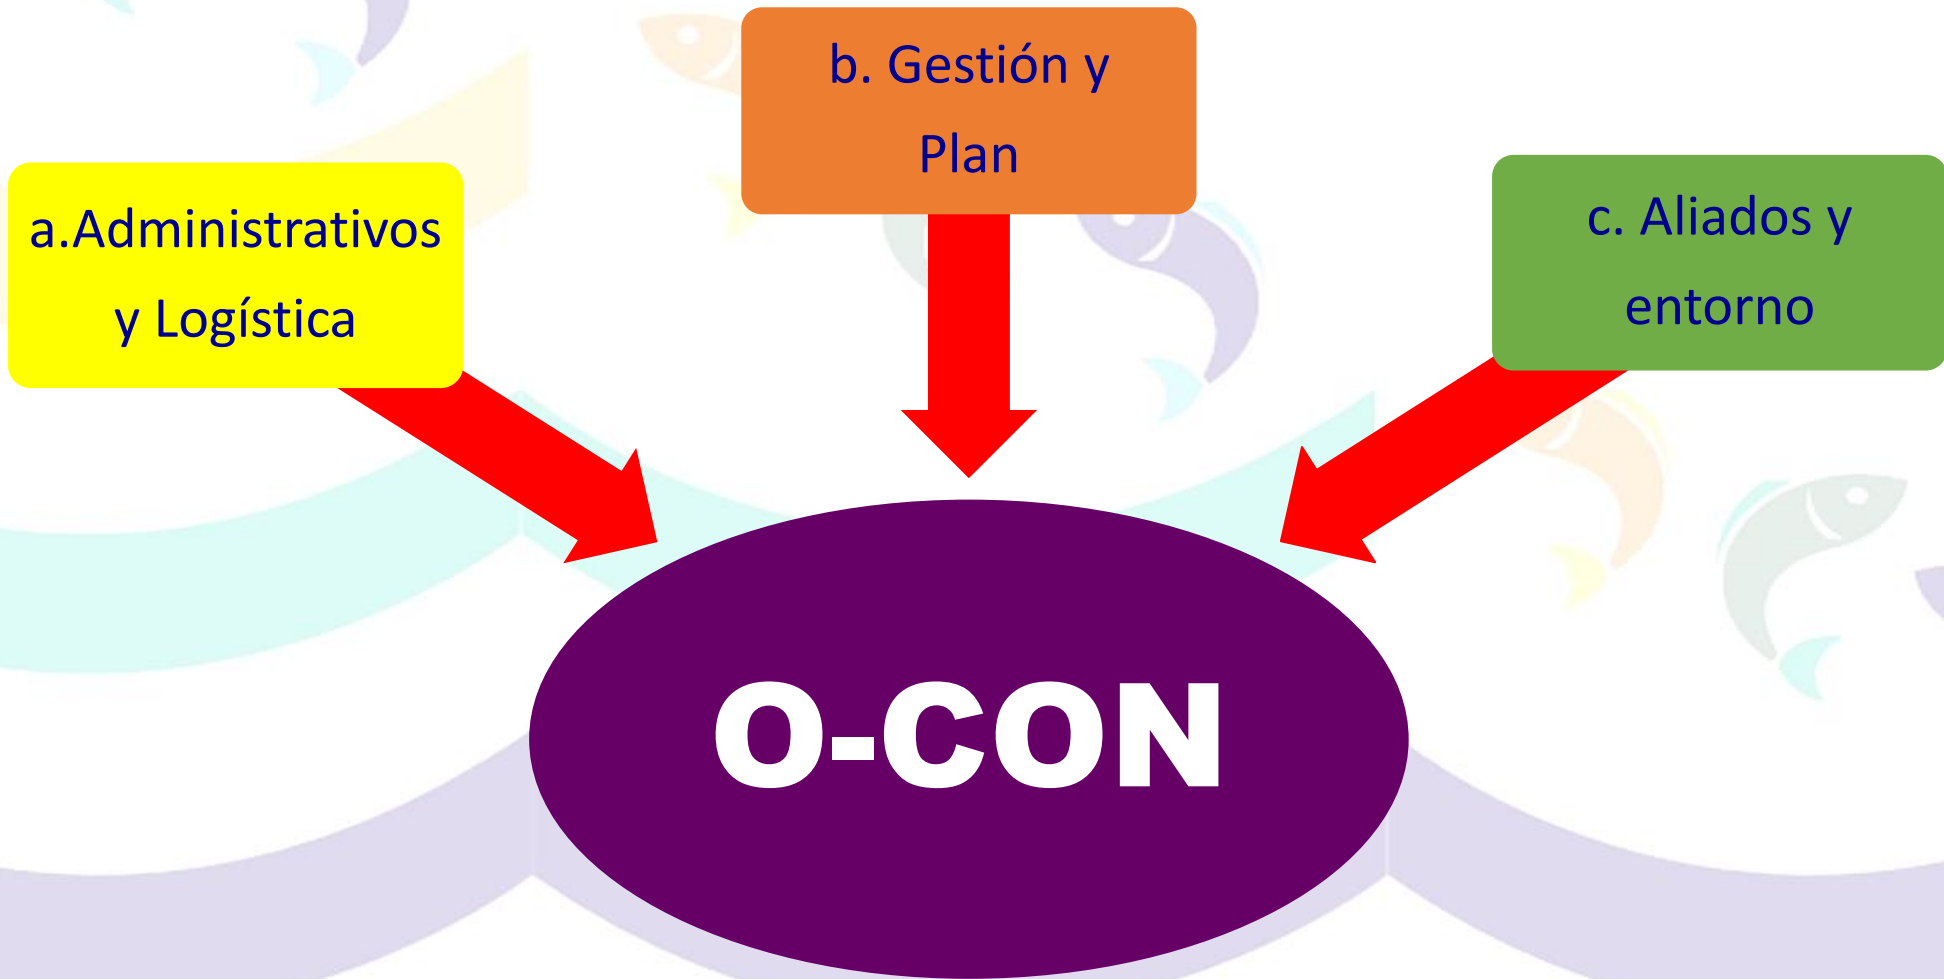 a.Administrativos
y Logística
b. Gestión y
Plan
c. Aliados y
entorno
O-CON